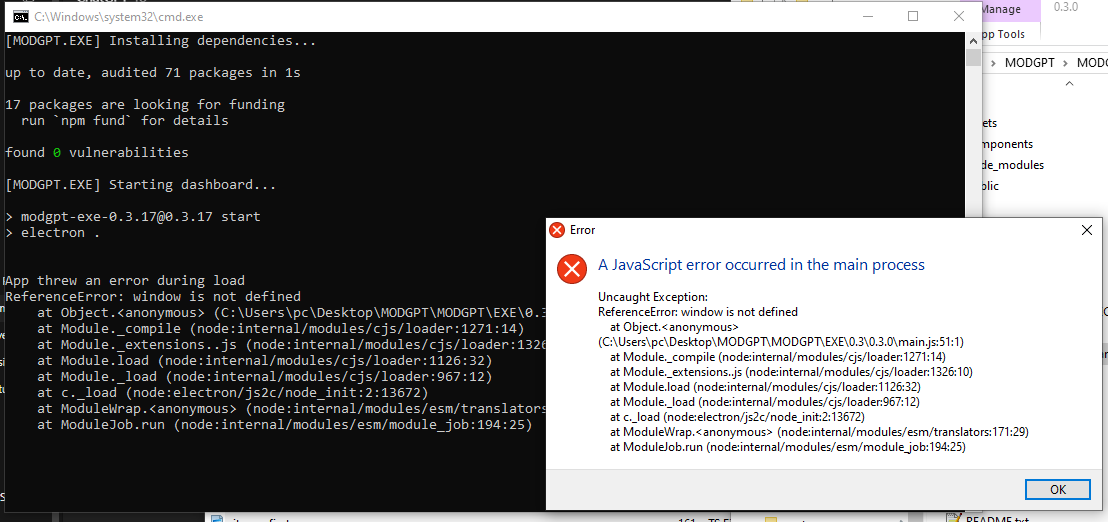 C:\Windows\system32\cmd.exe
[MODGPT.EXE] Installing dependencies...
up to date, audited 71 packages in 1s
17 packages are looking for funding
run `npm fund` for details
found 0 vulnerabilities
[MODGPT.EXE] Starting dashboard...
> modgpt-exe-0.3.17@0.3.17 start
> electron .
App threw an error during load
ReferenceError: window is not defined
at Object.<anonymous> (C:\Users\pc\Desktop\MODGPT\MODGPT\EXE\0.3
at Module._compile (node:internal/modules/cjs/loader:1271:14)
at Module._extensions..js (node:internal/modules/cjs/loader:1326
at Module.load (node:internal/modules/cjs/loader:1126:32)
at Module._load (node:internal/modules/cjs/loader:967:12)
at c._load (node:electron/js2c/node_init:2:13672)
at ModuleWrap.<anonymous> (node:internal/modules/esm/translators
at ModuleJob.run (node:internal/modules/esm/module_job:194:25)
Manage
0.3.0
pp Tools
> MODGPT > MOD
ets
mponents
de_modules
blic
Error
A JavaScript error occurred in the main process
Uncaught Exception:
ReferenceError: window is not defined
at Object.<anonymous>
(C:\Users\pc\Desktop\MODGPT\MODGPT\EXE\0.3\0.3.0\main.js:51:1)
at Module._compile (node:internal/modules/cjs/loader:1271:14)
at Module._extensions..js (node:internal/modules/cjs/loader:1326:10)
at Module.load (node:internal/modules/cjs/loader:1126:32)
at Module._load (node:internal/modules/cjs/loader:967:12)
at c._load (node:electron/js2c/node_init:2:13672)
at ModuleWrap.<anonymous> (node:internal/modules/esm/translators:171:29)
at ModuleJob.run (node:internal/modules/esm/module_job:194:25)
OK
README.txt